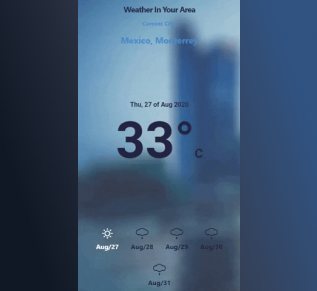 Weather In Your Area
Current City
Mexico, Monterrey
Thu, 27 of Aug 2020
33°c
Aug/27 Aug/28 Aug/29 Aug/30
Aug/31